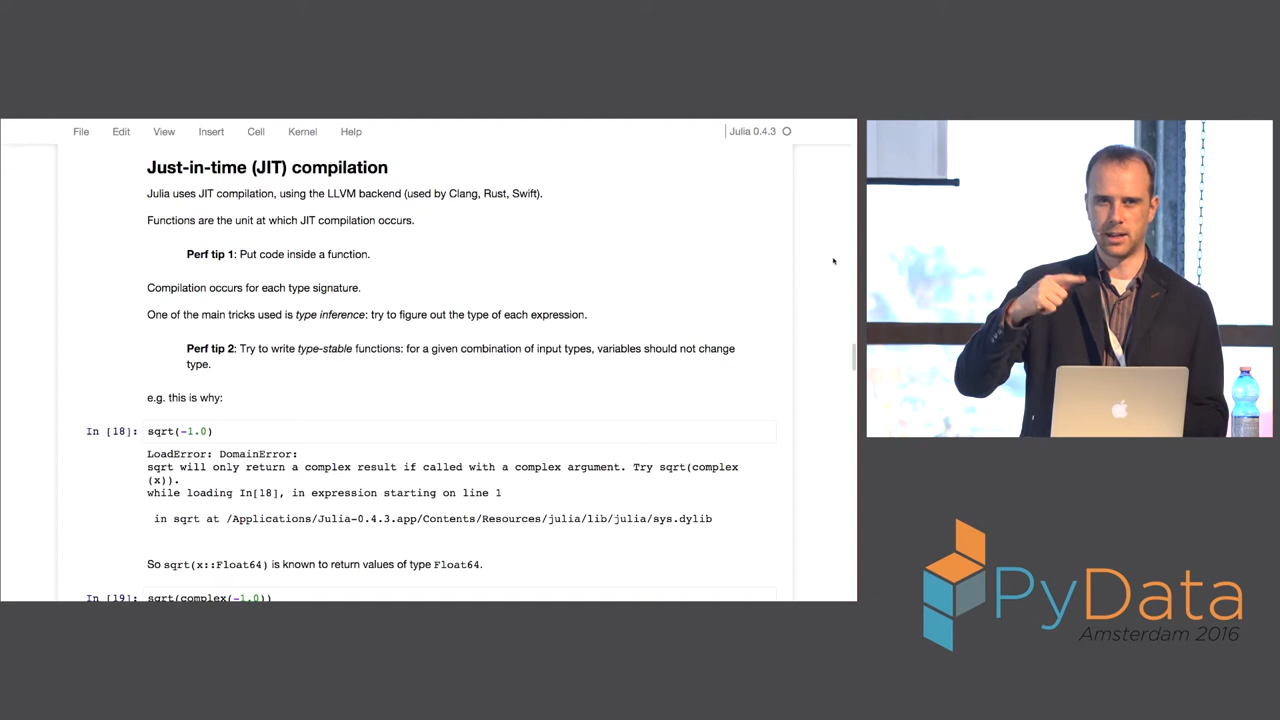 File Edit View Insert Cell Kernel Help Julia 0.4.3
Just-in-time (JIT) compilation
Julia uses JIT compilation, using the LLVM backend (used by Clang, Rust, Swift).
Functions are the unit at which JIT compilation occurs.
Perf tip 1: Put code inside a function.
Compilation occurs for each type signature.
One of the main tricks used is type inference: try to figure out the type of each expression.
Perf tip 2: Try to write type-stable functions: for a given combination of input types, variables should not change
type.
e.g. this is why:
In [18]: sqrt(-1.0)
LoadError: DomainError:
sqrt will only return a complex result if called with a complex argument. Try sqrt(complex
(x)).
while loading In[18], in expression starting on line 1
in sqrt at /Applications/Julia-0.4.3.app/Contents/Resources/julia/lib/julia/sys.dylib
So sqrt(x::Float64) is known to return values of type Float64.
In [19]: sqrt(complex(-1.0))
PyData
Amsterdam 2016